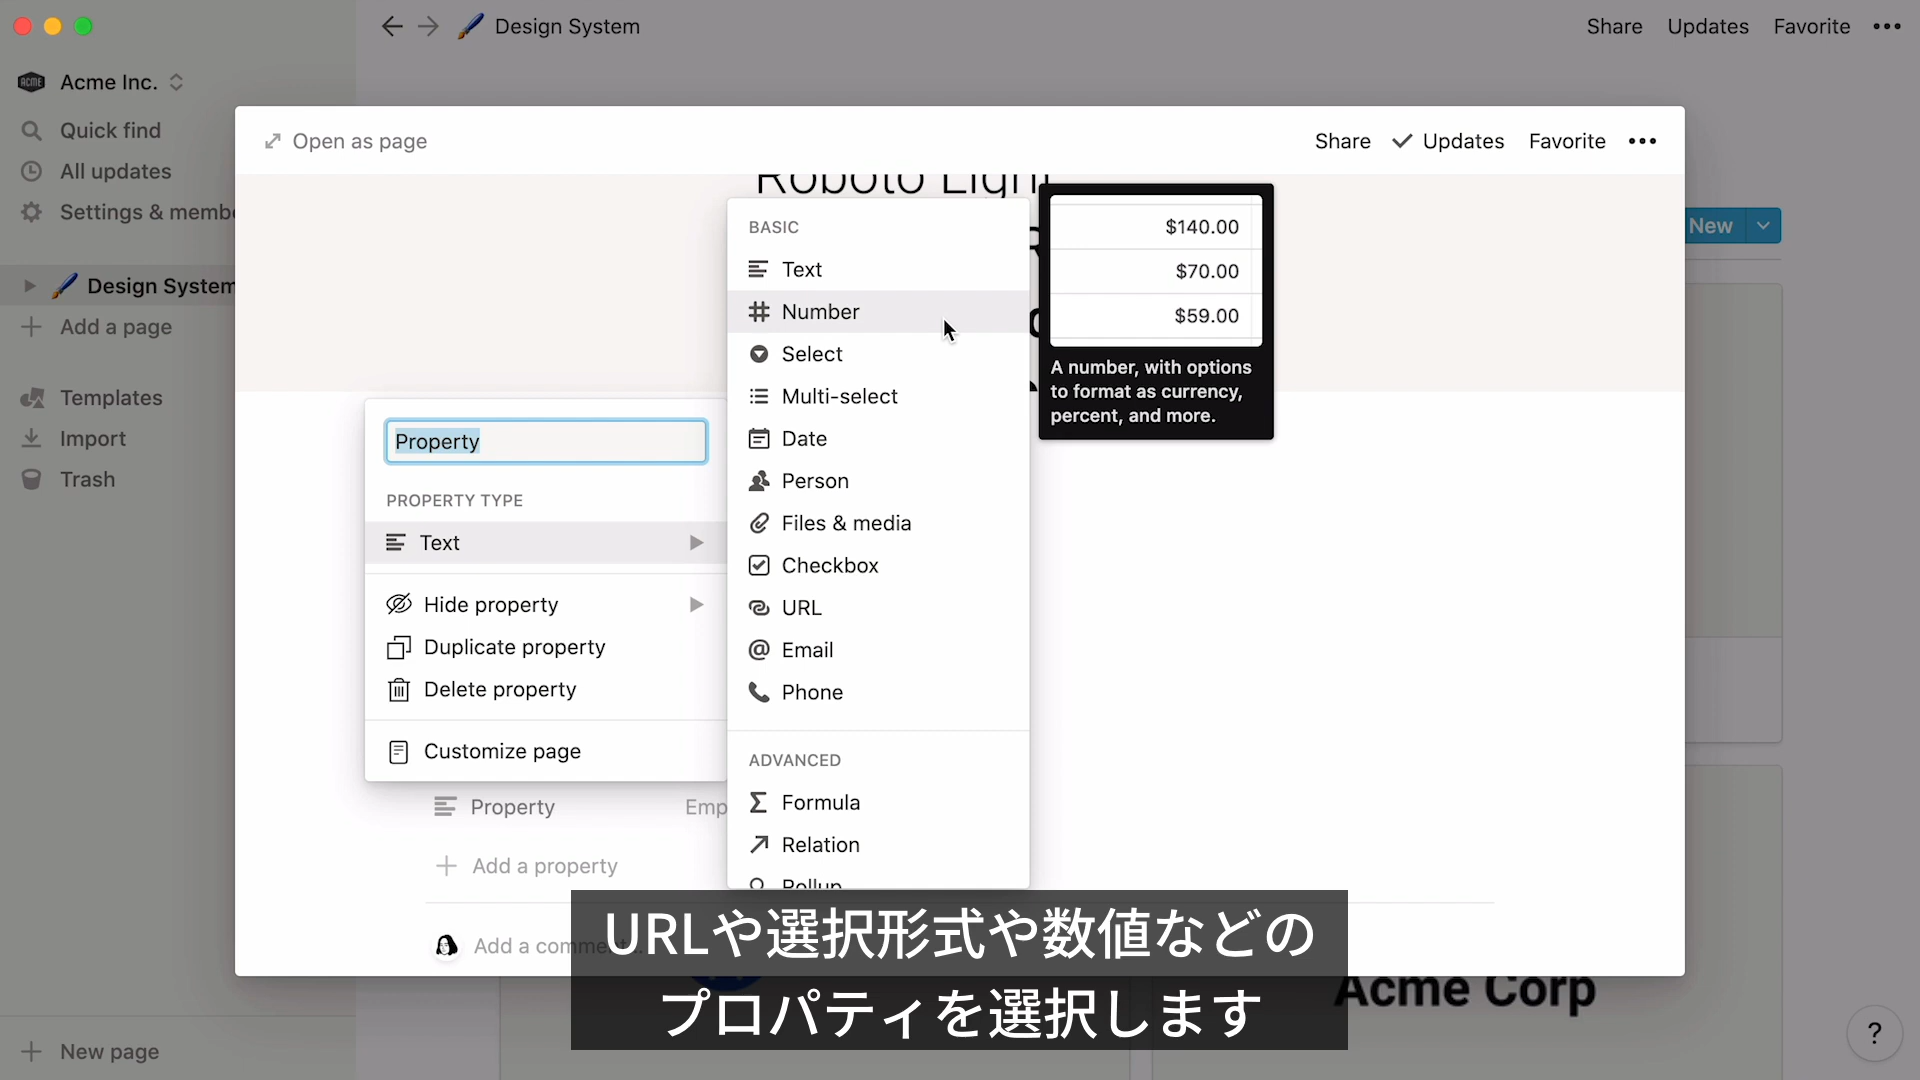 Design System
Share
Updates
Favorite
ACME
Acme Inc.
Quick find
All updates
Settings & membe
Design System
Add a page
Templates
Import
Trash
New page
New
Open as page
Share
Updates
Favorite
Roboto Light
BASIC
Text
Number
Select
Multi-select
Date
Person
Files & media
Checkbox
URL
Email
Phone
ADVANCED
Formula
Relation
Rollup
$140.00
$70.00
$59.00
A number, with options
to format as currency,
percent, and more.
Property
PROPERTY TYPE
Text
Hide property
Duplicate property
Delete property
Customize page
Property
Emp
Add a property
Add a comment…
URLや選択形式や数値などの
プロパティを選択します
Acme Corp
?